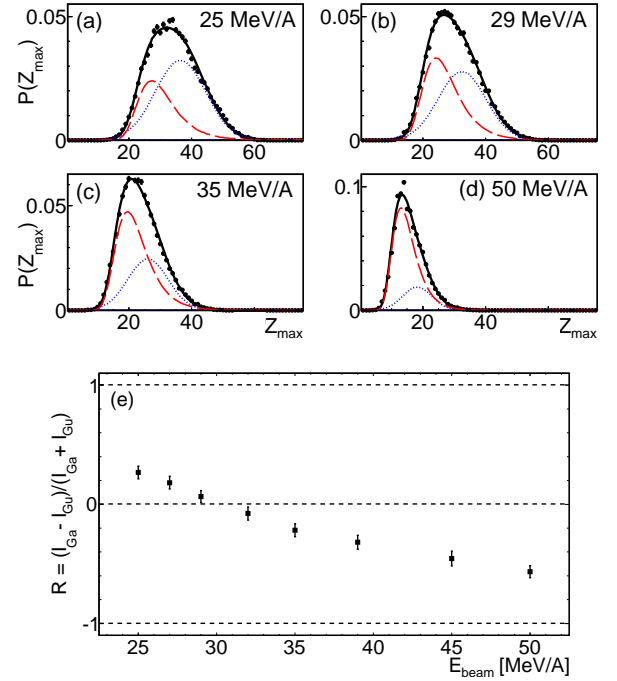 (a) 25 MeV/A
(b) 29 MeV/A
P(Z_max)
0.05
0
20 40 60
0.05
0
20 40 60
(c) 35 MeV/A
(d) 50 MeV/A
P(Z_max)
0.05
0
20 40 Z_max
0.1
0
20 40 Z_max
(e)
R = (I_Ga - I_Gu)/(I_Ga + I_Gu)
1
0
-1
25 30 35 40 45 50
E_beam [MeV/A]